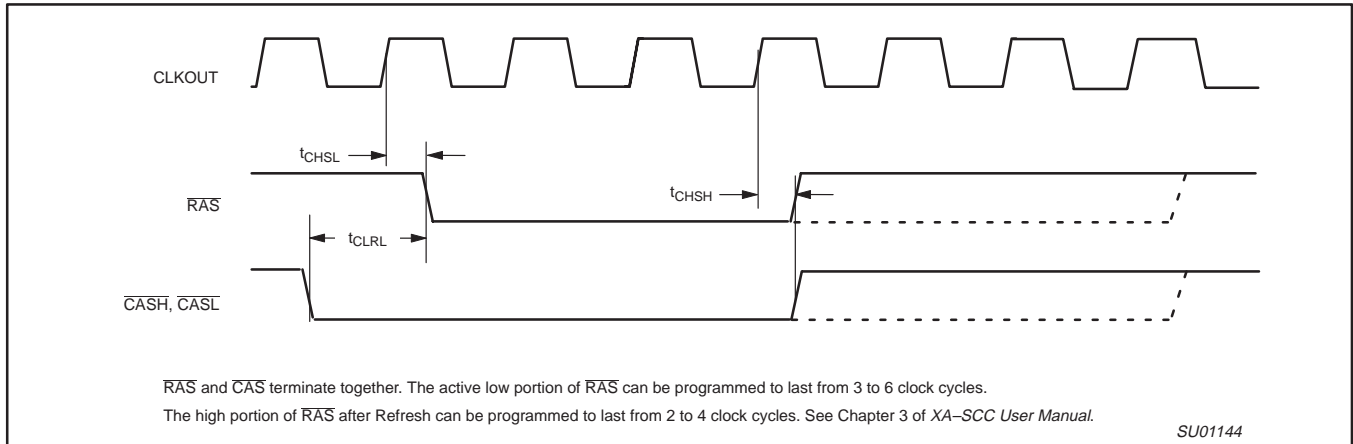 CLKOUT
tCHSL
RAS
tCHSH
tCLRL
CASH, CASL
RAS and CAS terminate together. The active low portion of RAS can be programmed to last from 3 to 6 clock cycles.
The high portion of RAS after Refresh can be programmed to last from 2 to 4 clock cycles. See Chapter 3 of XA–SCC User Manual.
SU01144